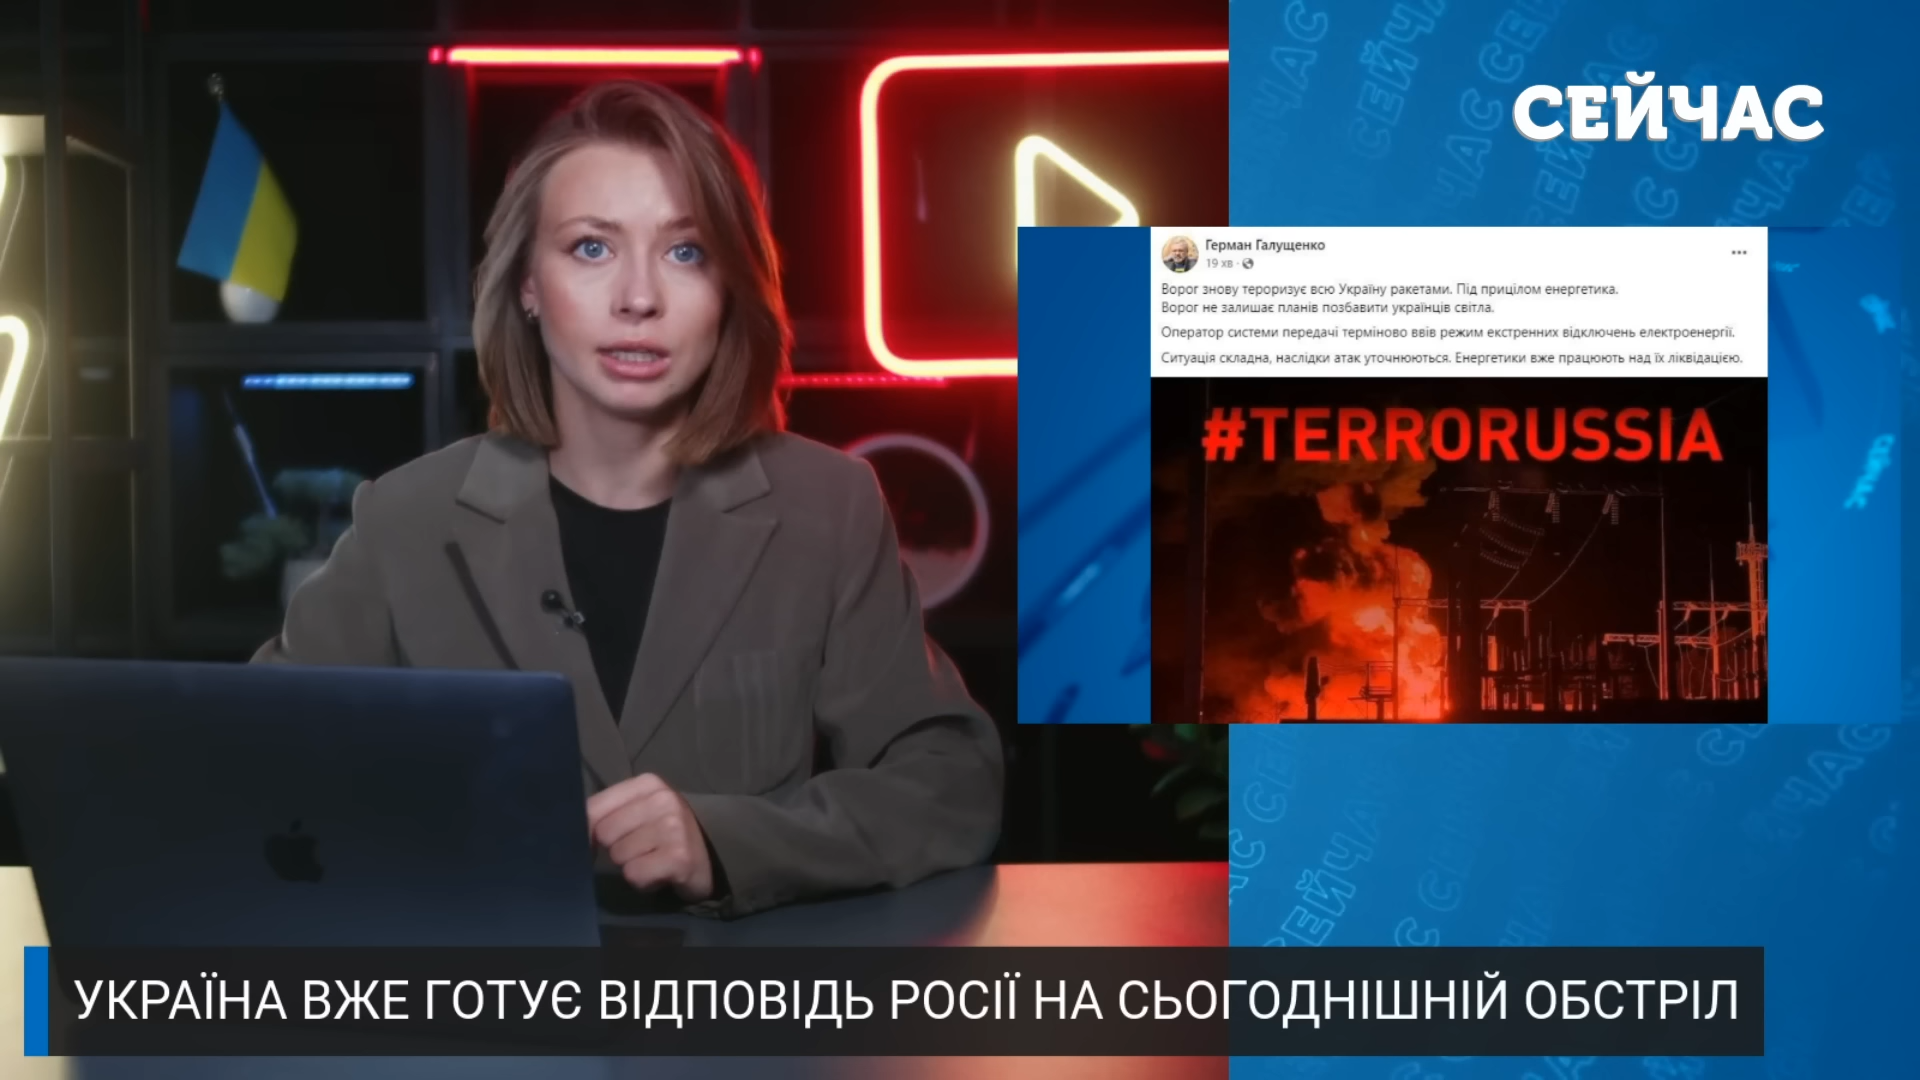 СЕЙЧАС
Герман Галущенко
19 хв
Ворог знову тероризує всю Україну ракетами. Під прицілом енергетика.
Ворог не залишає планів позбавити українців світла.
Оператор системи передачі терміново ввів режим екстренних відключень електроенергії.
Ситуація складна, наслідки атак уточнюються. Енергетики вже працюють над їх ліквідацією.
#TERRORUSSIA
УКРАЇНА ВЖЕ ГОТУЄ ВІДПОВІДЬ РОСІЇ НА СЬОГОДНІШНІЙ ОБСТРІЛ